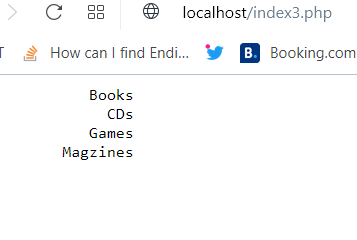 localhost/index3.php
How can I find Endi... Booking.com
Books
CDs
Games
Magzines